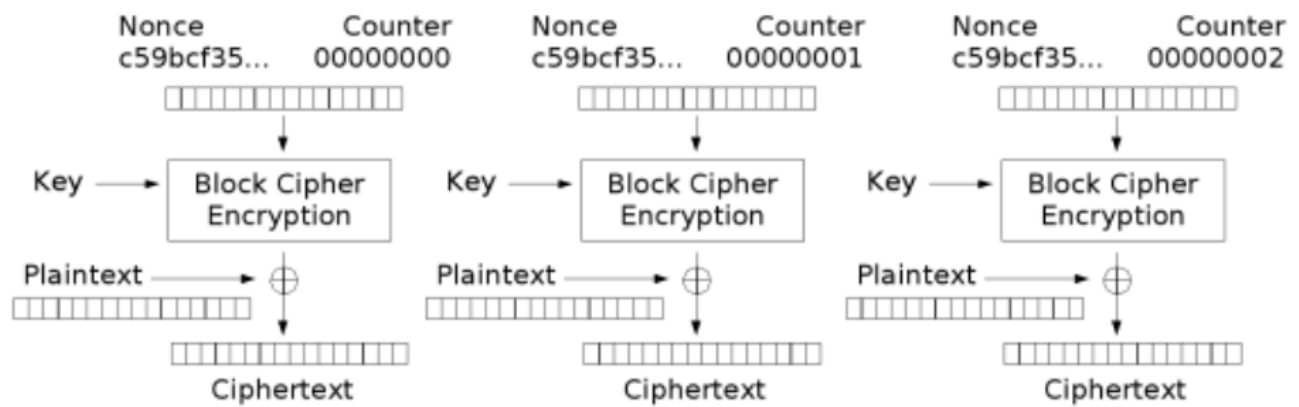 Nonce Counter Nonce Counter Nonce Counter
c59bcf35... 00000000 c59bcf35... 00000001 c59bcf35... 00000002
Key Block Cipher Key Block Cipher Key Block Cipher
Encryption Encryption Encryption
Plaintext Plaintext Plaintext
Ciphertext Ciphertext Ciphertext